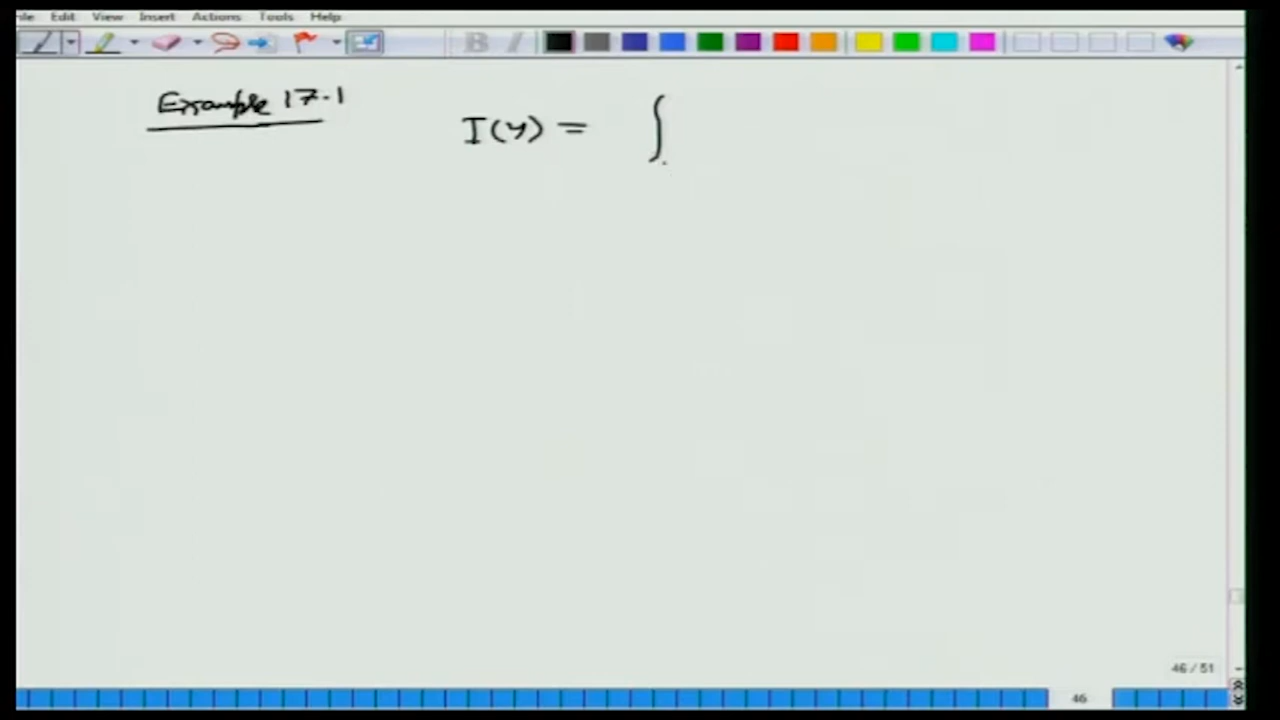 File Edit View Insert Actions Tools Help
B I
Example 17.1
I(y) = ∫
46 / 51
46